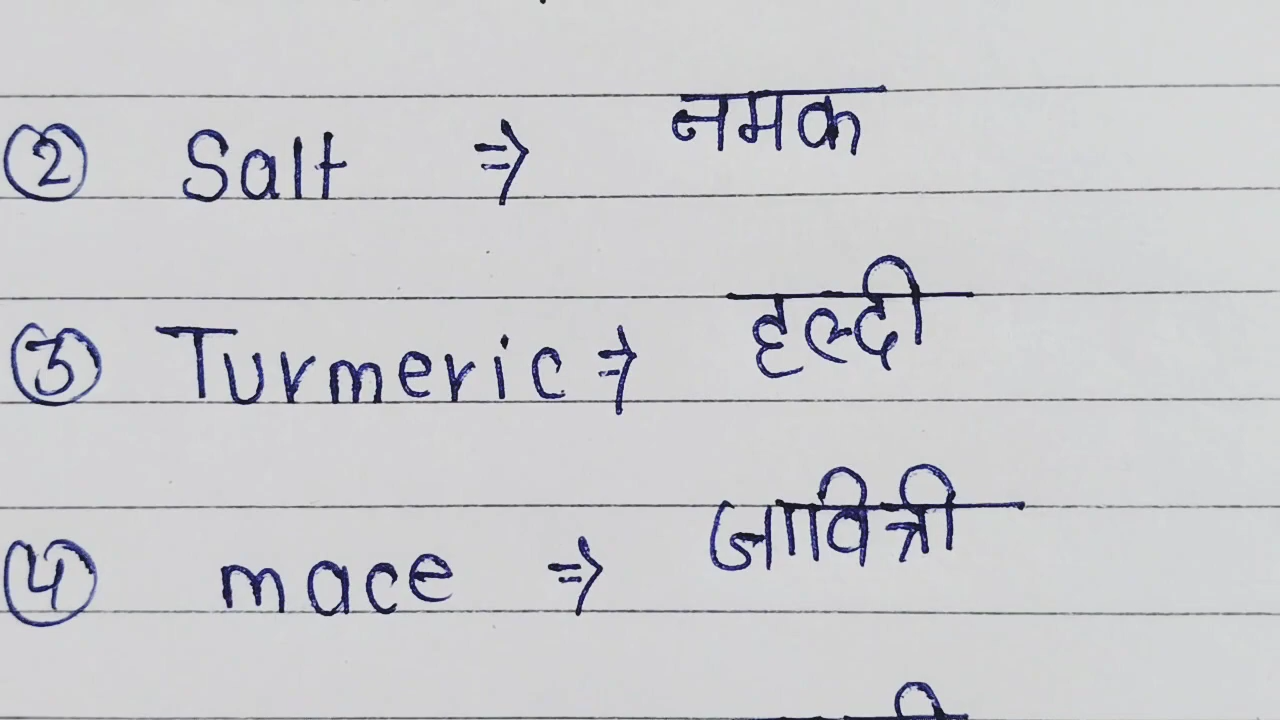 ② Salt ⇒ नमक
③ Turmeric ⇒ हल्दी
④ mace ⇒ जावित्री